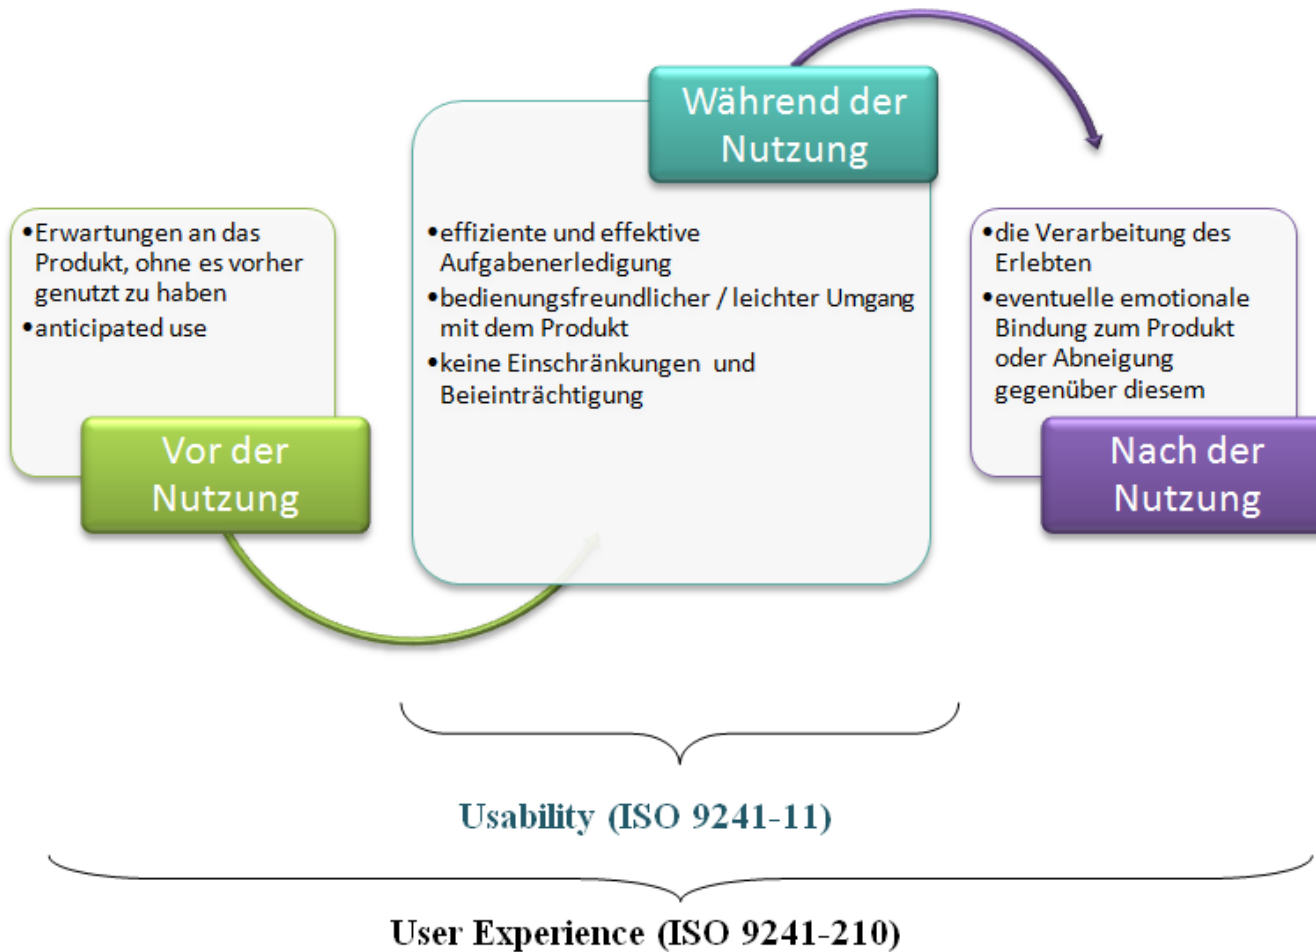 Vor der
Nutzung
•Erwartungen an das
Produkt, ohne es vorher
genutzt zu haben
•anticipated use
Während der
Nutzung
•effiziente und effektive
Aufgabenerledigung
•bedienungsfreundlicher / leichter Umgang
mit dem Produkt
•keine Einschränkungen und
Beieinträchtigung
Nach der
Nutzung
•die Verarbeitung des
Erlebten
•eventuelle emotionale
Bindung zum Produkt
oder Abneigung
gegenüber diesem
Usability (ISO 9241-11)
User Experience (ISO 9241-210)